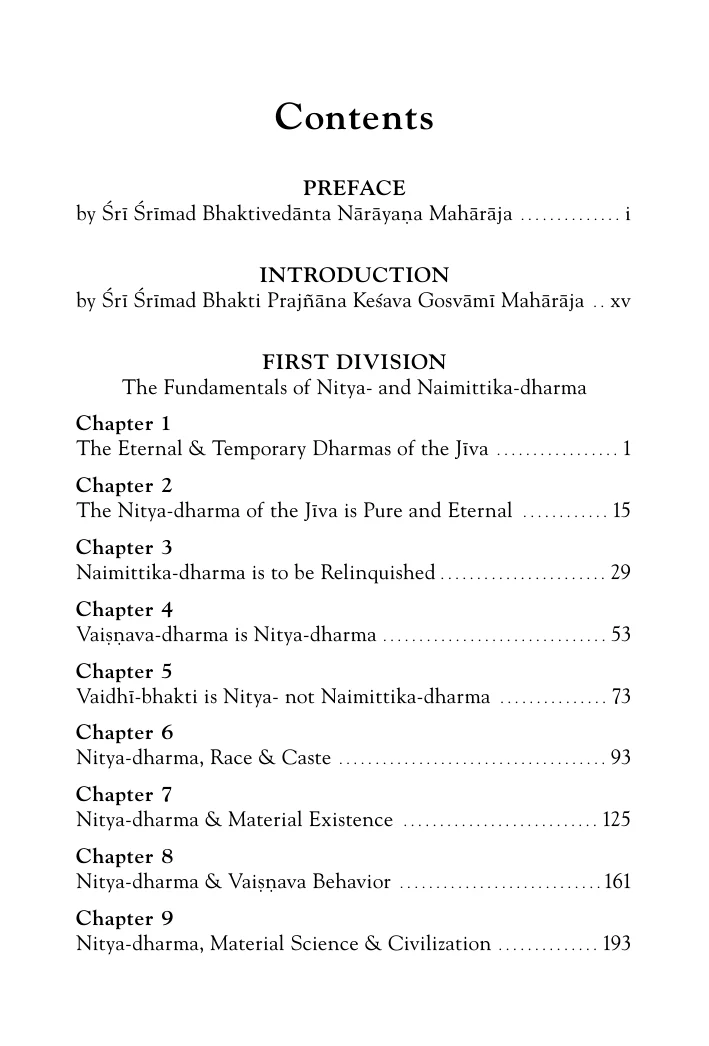 Contents
PREFACE
by Śrī Śrīmad Bhaktivedānta Nārāyaṇa Mahārāja .............. i
INTRODUCTION
by Śrī Śrīmad Bhakti Prajñāna Keśava Gosvāmī Mahārāja .. xv
FIRST DIVISION
The Fundamentals of Nitya- and Naimittika-dharma
Chapter 1
The Eternal & Temporary Dharmas of the Jīva ................. 1
Chapter 2
The Nitya-dharma of the Jīva is Pure and Eternal ............ 15
Chapter 3
Naimittika-dharma is to be Relinquished ....................... 29
Chapter 4
Vaiṣṇava-dharma is Nitya-dharma ............................... 53
Chapter 5
Vaidhī-bhakti is Nitya- not Naimittika-dharma ............... 73
Chapter 6
Nitya-dharma, Race & Caste ..................................... 93
Chapter 7
Nitya-dharma & Material Existence ........................... 125
Chapter 8
Nitya-dharma & Vaiṣṇava Behavior ............................ 161
Chapter 9
Nitya-dharma, Material Science & Civilization .............. 193